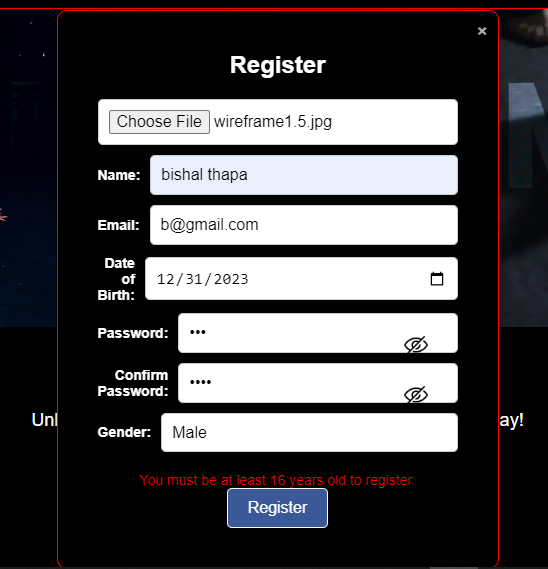 ×
Register
Choose File wireframe1.5.jpg
Name: bishal thapa
Email: b@gmail.com
Date
of
Birth: 12/31/2023
Password: •••
Confirm
Password: ••••
Gender: Male
Unl ay!
You must be at least 16 years old to register.
Register